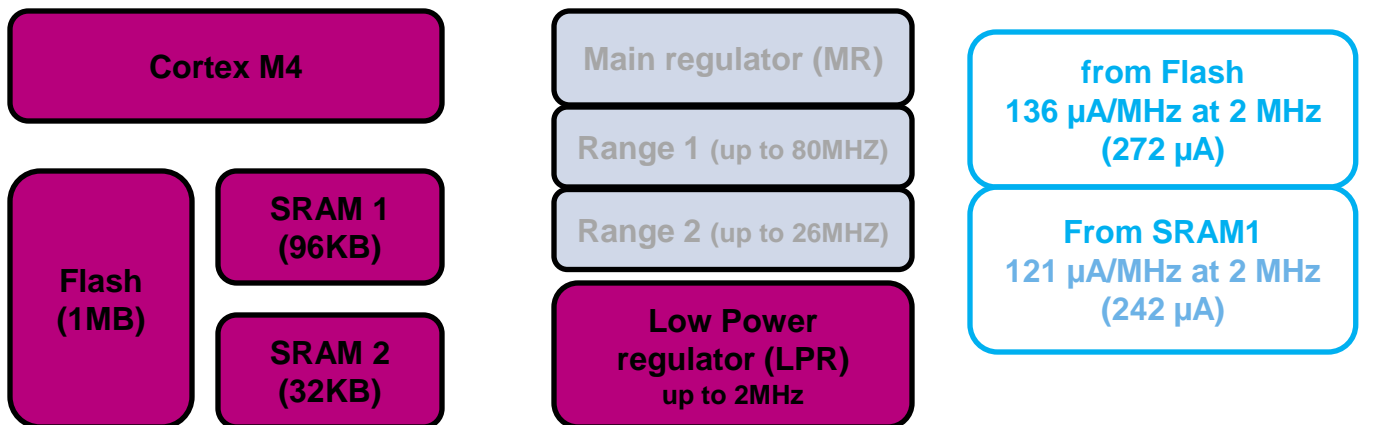 Cortex M4
Flash
(1MB)
SRAM 1
(96KB)
SRAM 2
(32KB)
Main regulator (MR)
Range 1 (up to 80MHZ)
Range 2 (up to 26MHZ)
Low Power
regulator (LPR)
up to 2MHz
from Flash
136 µA/MHz at 2 MHz
(272 µA)
From SRAM1
121 µA/MHz at 2 MHz
(242 µA)